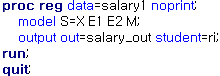 proc reg data=salary1 noprint;
model S=X E1 E2 M;
output out=salary_out student=ri;
run;
quit;